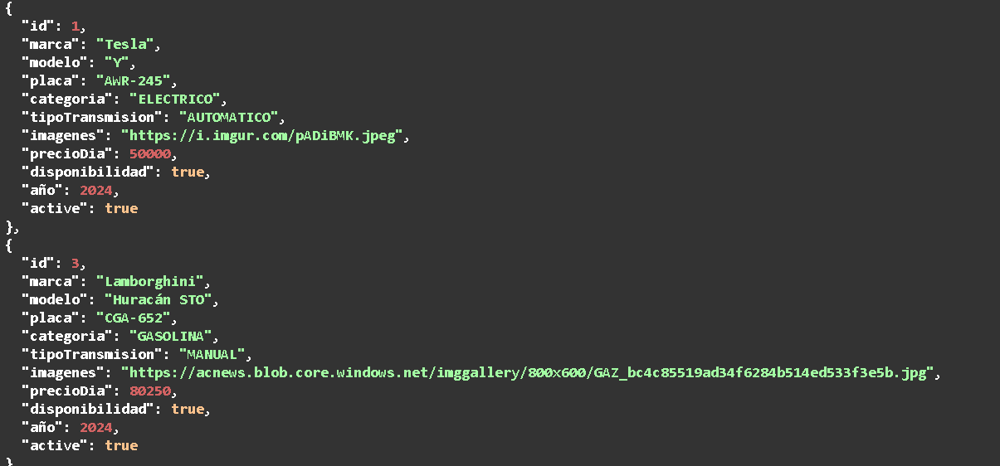 {
  "id": 1,
  "marca": "Tesla",
  "modelo": "Y",
  "placa": "AWR-245",
  "categoria": "ELECTRICO",
  "tipoTransmision": "AUTOMATICO",
  "imagenes": "https://i.imgur.com/pADiBMK.jpeg",
  "precioDia": 50000,
  "disponibilidad": true,
  "año": 2024,
  "active": true
},
{
  "id": 3,
  "marca": "Lamborghini",
  "modelo": "Huracán STO",
  "placa": "CGA-652",
  "categoria": "GASOLINA",
  "tipoTransmision": "MANUAL",
  "imagenes": "https://acnews.blob.core.windows.net/imggallery/800x600/GAZ_bc4c85519ad34f6284b514ed533f3e5b.jpg",
  "precioDia": 80250,
  "disponibilidad": true,
  "año": 2024,
  "active": true
}